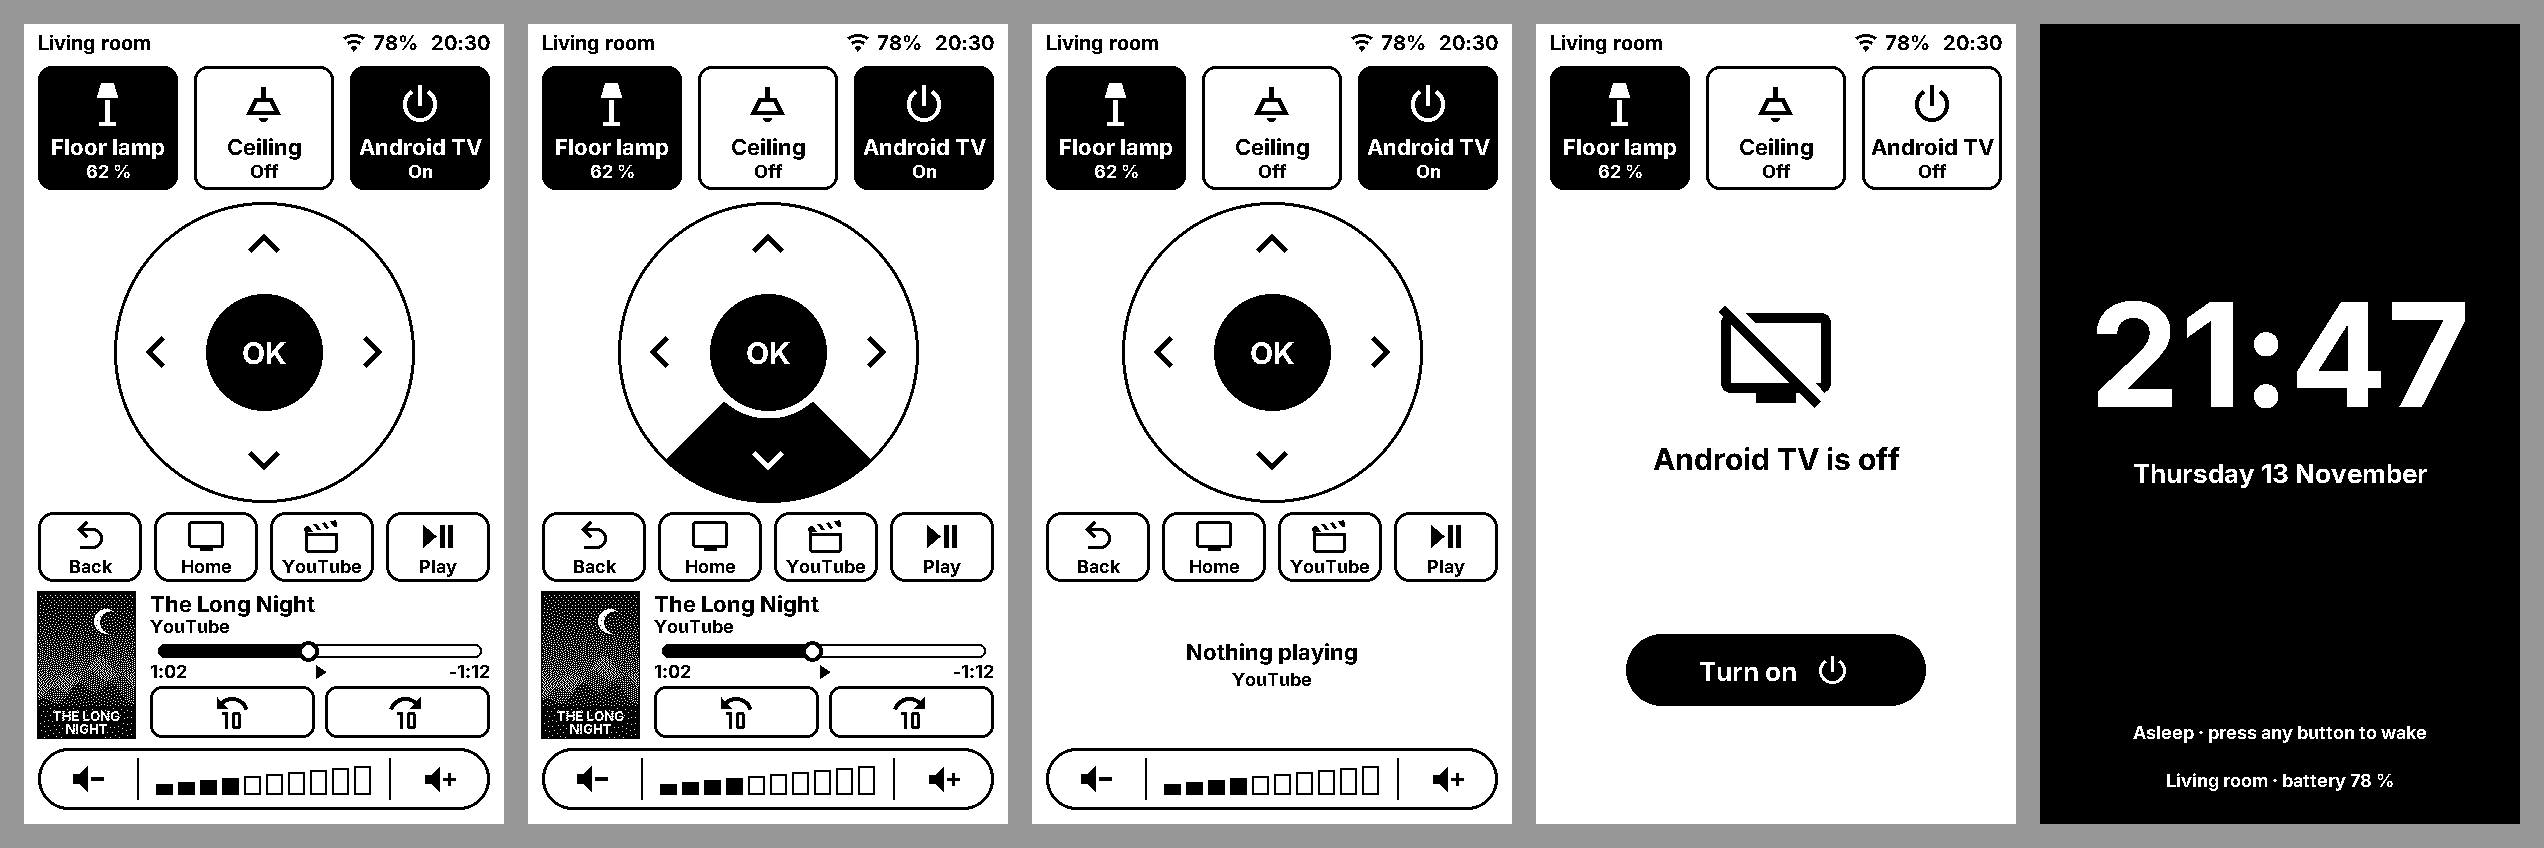 Living room 78% 20:30
Floor lamp Ceiling Android TV
62 % Off On
OK
Back Home YouTube Play
The Long Night
YouTube
1:02 -1:12
10 10
THE LONG
NIGHT
Living room 78% 20:30
Floor lamp Ceiling Android TV
62 % Off On
OK
Back Home YouTube Play
The Long Night
YouTube
1:02 -1:12
10 10
THE LONG
NIGHT
Living room 78% 20:30
Floor lamp Ceiling Android TV
62 % Off On
OK
Back Home YouTube Play
Nothing playing
YouTube
Living room 78% 20:30
Floor lamp Ceiling Android TV
62 % Off Off
Android TV is off
Turn on
21:47
Thursday 13 November
Asleep · press any button to wake
Living room · battery 78 %